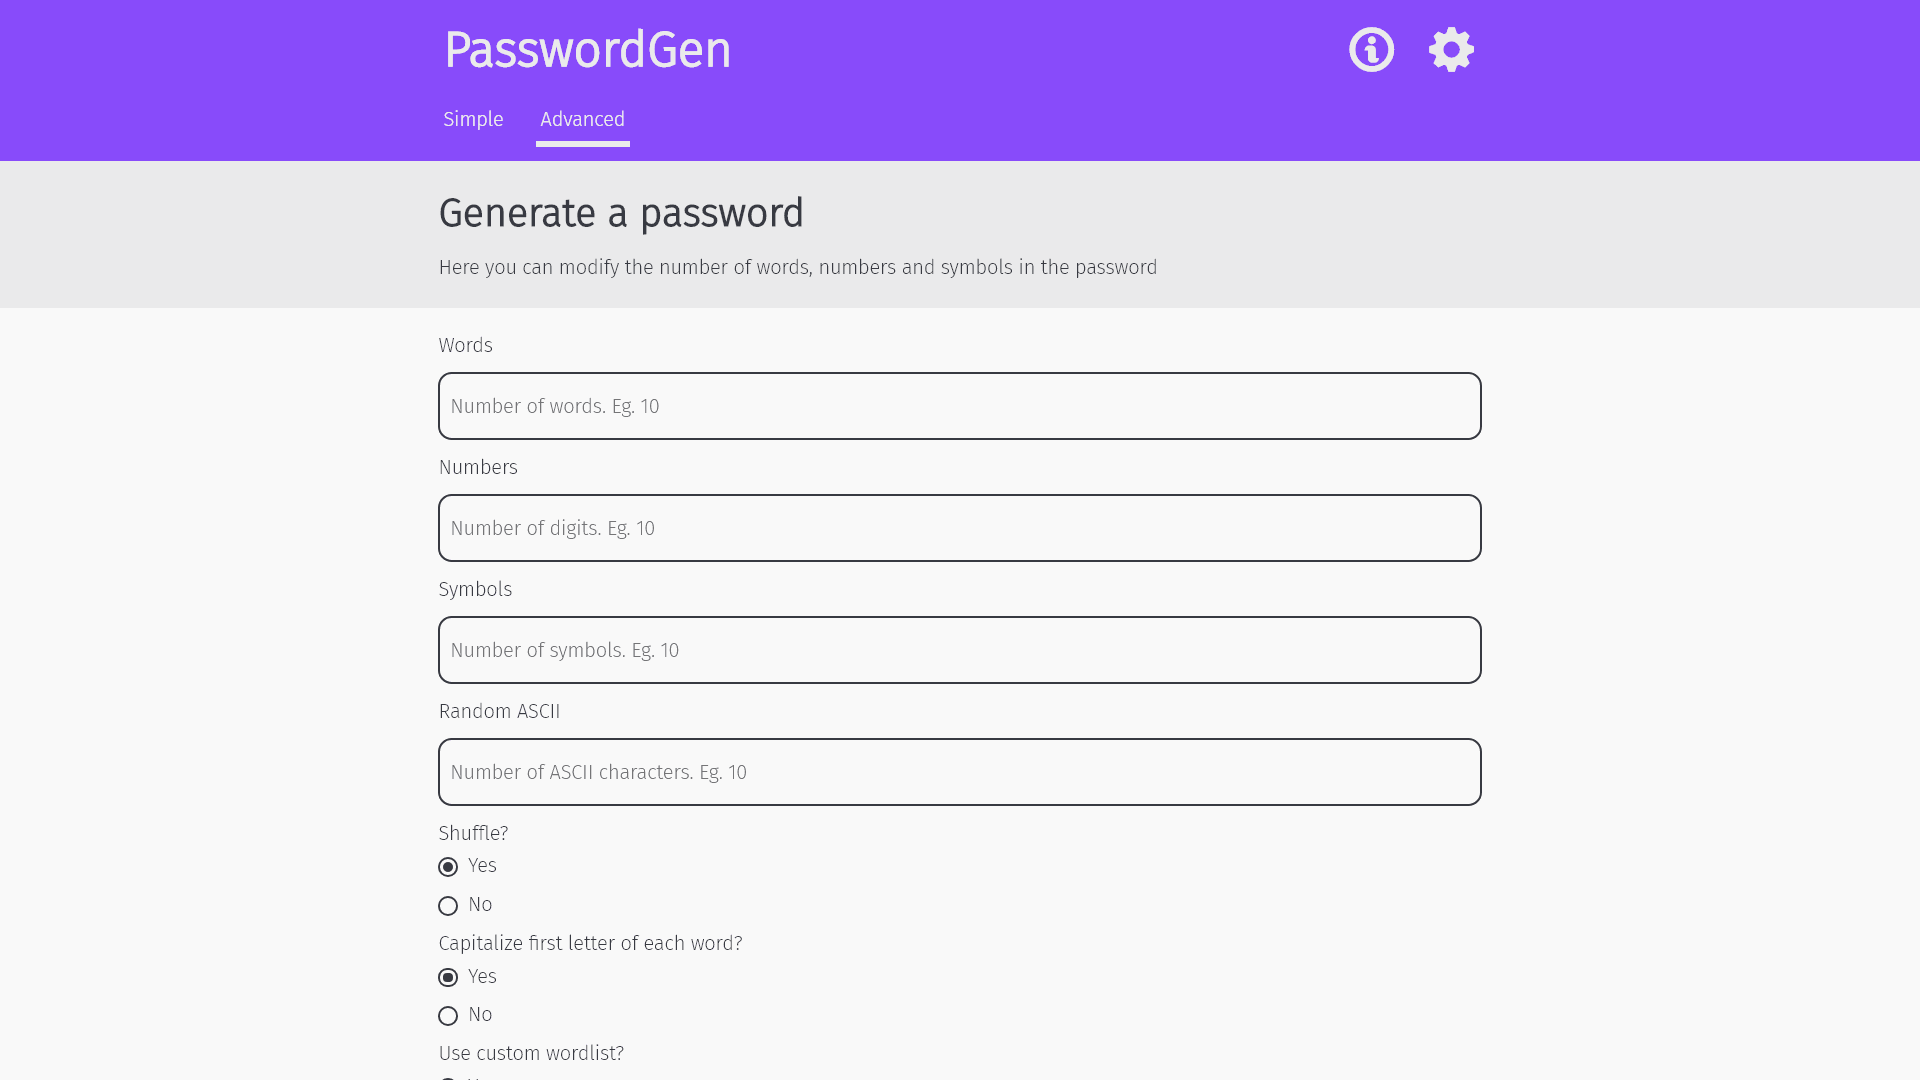 PasswordGen
Simple
Advanced
Generate a password
Here you can modify the number of words, numbers and symbols in the password
Words
Number of words. Eg. 10
Numbers
Number of digits. Eg. 10
Symbols
Number of symbols. Eg. 10
Random ASCII
Number of ASCII characters. Eg. 10
Shuffle?
Yes
No
Capitalize first letter of each word?
Yes
No
Use custom wordlist?